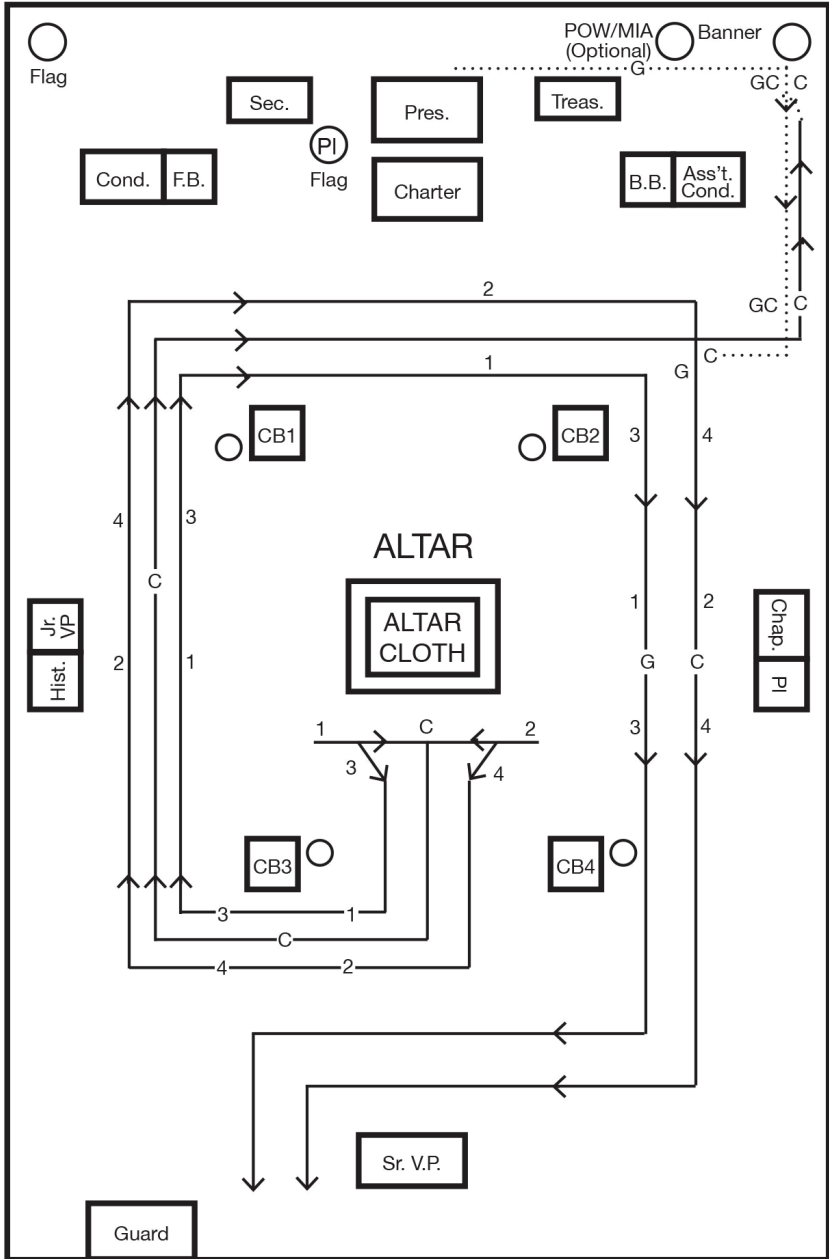 POW/MIA
(Optional)
Banner
Flag
G
GC C
Sec.
Pres.
Treas.
PI
Flag
Cond. F.B.
Charter
B.B. Ass't.
Cond.
2
GC C
C
1
G
CB1
CB2
3 4
4 3
ALTAR
C
ALTAR
CLOTH
Jr.
VP
Hist.
2 1
1 2
G C
3 4
Chap.
PI
1 C 2
3 4
CB3
CB4
3 1
C
4 2
Sr. V.P.
Guard